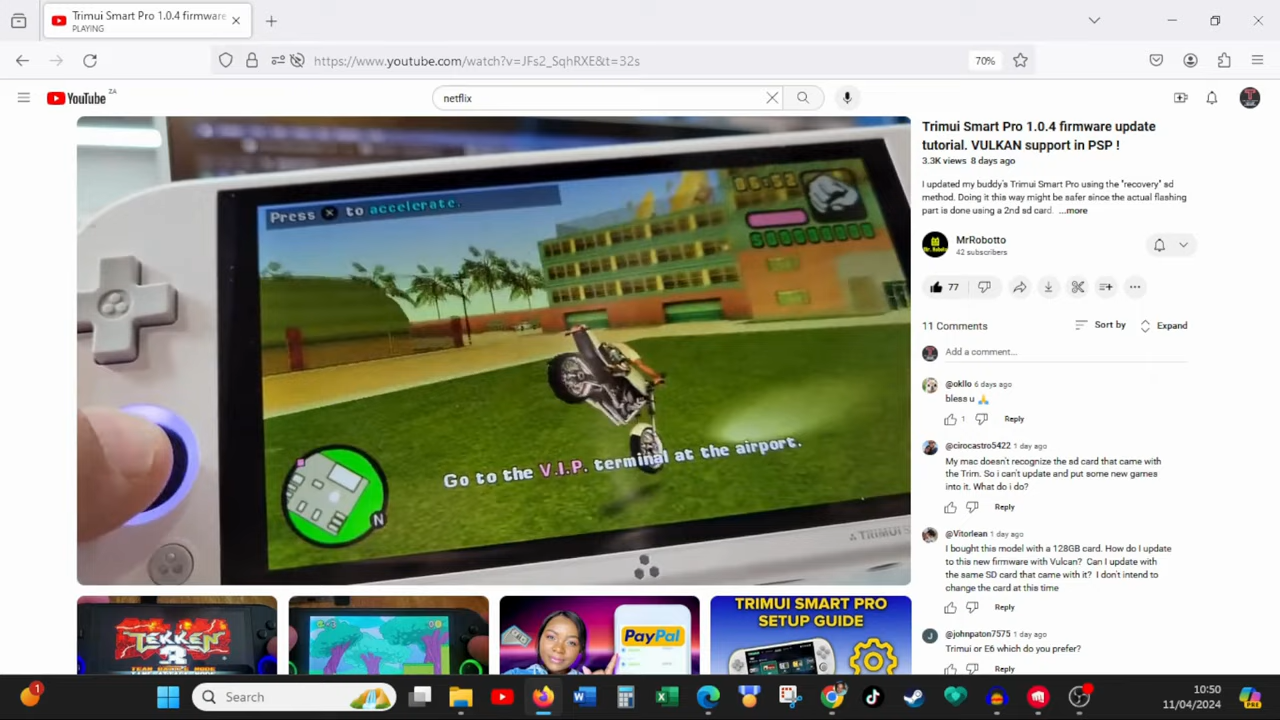 Trimui Smart Pro 1.0.4 firmware
PLAYING
https://www.youtube.com/watch?v=JFs2_SqhRXE&t=32s
70%
YouTube ZA
netflix
Press X to accelerate.
Go to the V.I.P. terminal at the airport.
N
TRIMUI
TEKKEN
PayPal
TRIMUI SMART PRO
SETUP GUIDE
Trimui Smart Pro 1.0.4 firmware update
tutorial. VULKAN support in PSP !
3.3K views 8 days ago
I updated my buddy's Trimui Smart Pro using the "recovery" sd
method. Doing it this way might be safer since the actual flashing
part is done using a 2nd sd card. ...more
MrRobotto
42 subscribers
77
11 Comments
Sort by
Expand
Add a comment...
@okllo 6 days ago
bless u 🙏
1 Reply
@cirocastro5422 1 day ago
My mac doesn't recognize the sd card that came with
the Trim. So i can't update and put some new games
into it. What do i do?
Reply
@Vitorlean 1 day ago
I bought this model with a 128GB card. How do I update
to this new firmware with Vulcan? Can I update with
the same SD card that came with it? I don't intend to
change the card at this time
Reply
J
@johnpaton7575 1 day ago
Trimui or E6 which do you prefer?
Reply
1
Search
10:50
11/04/2024
PRE